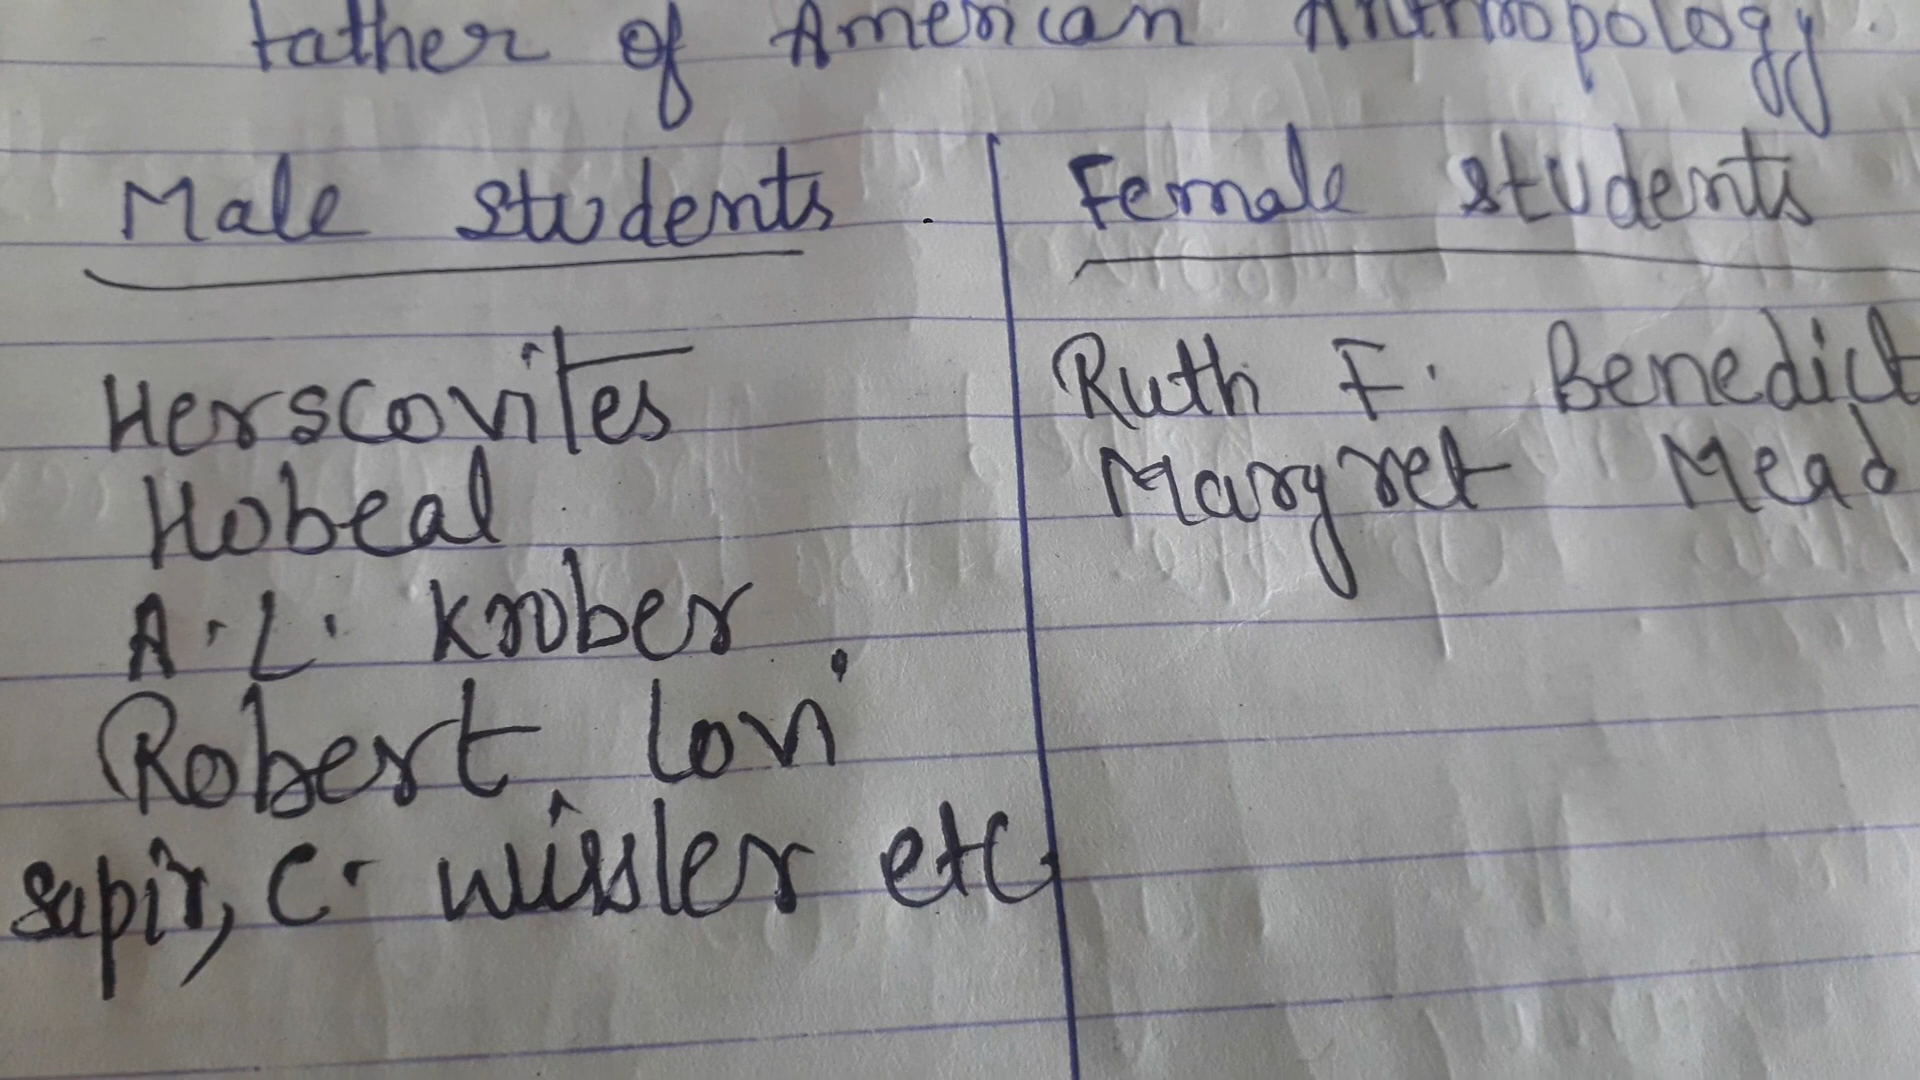 father of American Anthropology.
Male students.
Herscovites
Hobeal
A.L. Krober
Robert Lovi
Sapir, C. wissler etc.
Female students
Ruth F. Benedict
Margret Mead